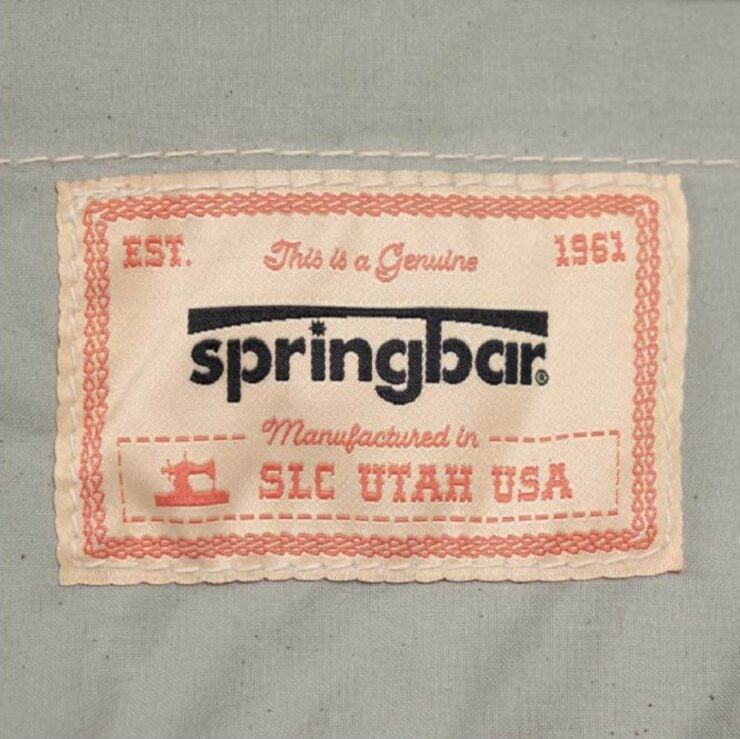 EST. This is a Genuine 1961
springbar®
Manufactured in
SLC UTAH USA